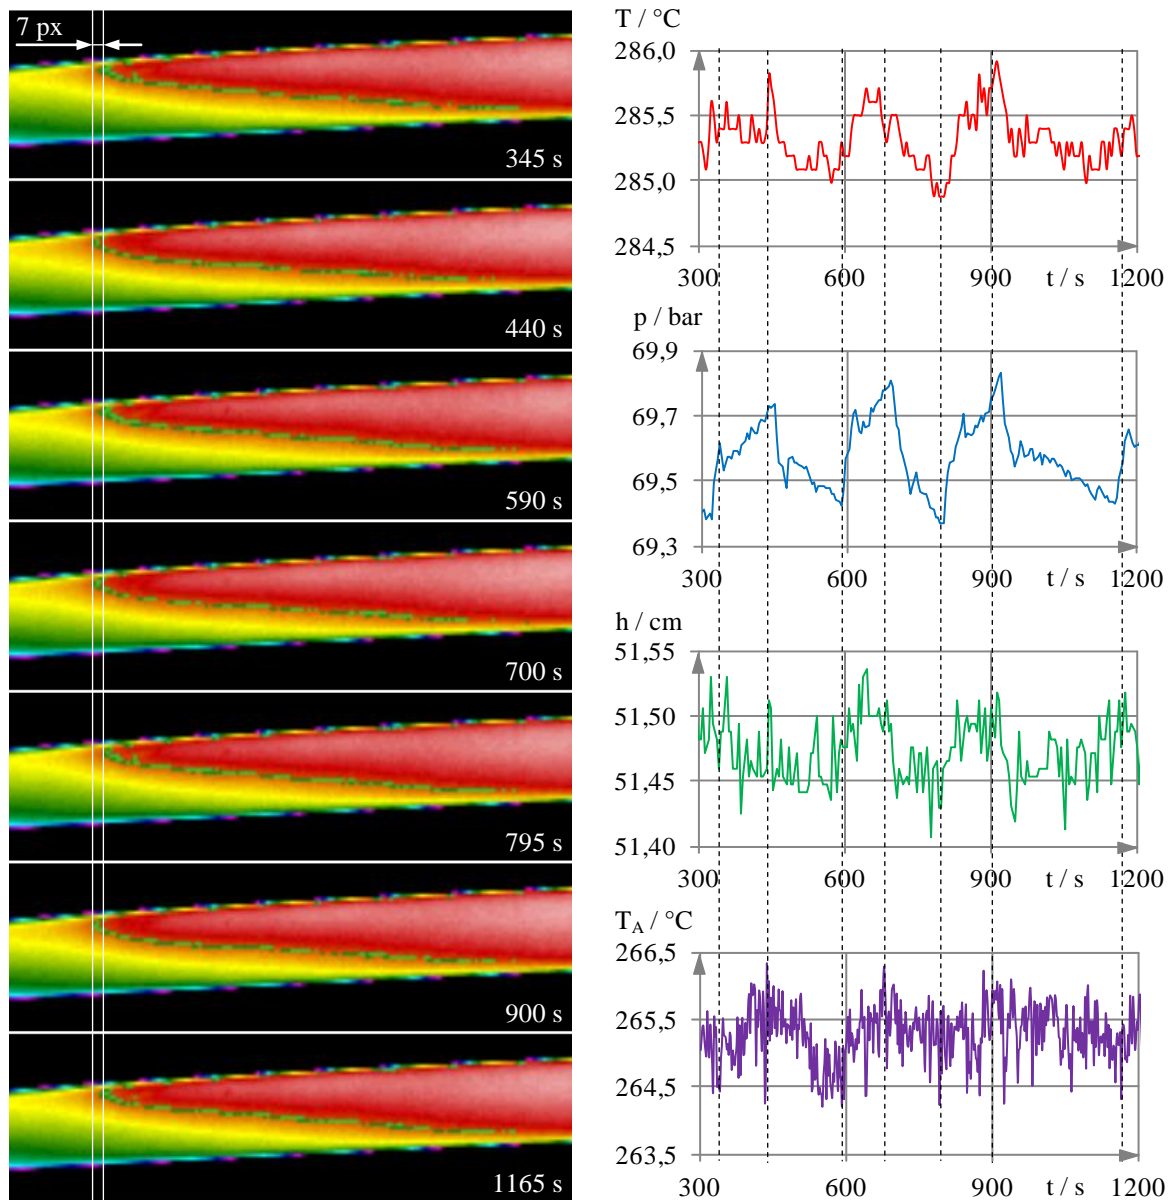 7 px
345 s
440 s
590 s
700 s
795 s
900 s
1165 s
T / °C
286,0
285,5
285,0
284,5
300 600 900 t / s 1200
p / bar
69,9
69,7
69,5
69,3
300 600 900 t / s 1200
h / cm
51,55
51,50
51,45
51,40
300 600 900 t / s 1200
T_A / °C
266,5
265,5
264,5
263,5
300 600 900 t / s 1200